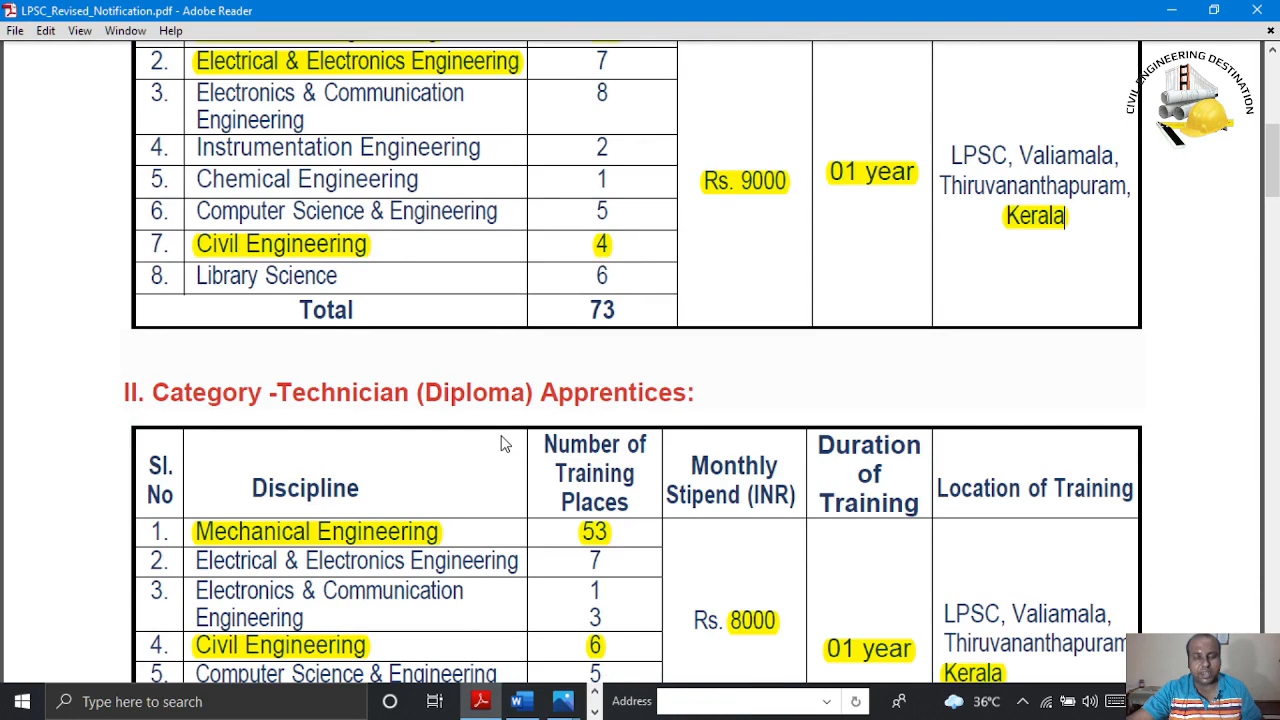 LPSC_Revised_Notification.pdf - Adobe Reader
File Edit View Window Help
2. Electrical & Electronics Engineering 7
3. Electronics & Communication Engineering 8
4. Instrumentation Engineering 2
5. Chemical Engineering 1
6. Computer Science & Engineering 5
7. Civil Engineering 4
8. Library Science 6
Total 73
Rs. 9000
01 year
LPSC, Valiamala,
Thiruvananthapuram,
Kerala
CIVIL ENGINEERING DESTINATION
II. Category -Technician (Diploma) Apprentices:
Sl. No
Discipline
Number of Training Places
Monthly Stipend (INR)
Duration of Training
Location of Training
1. Mechanical Engineering 53
2. Electrical & Electronics Engineering 7
3. Electronics & Communication 1
Engineering 3
4. Civil Engineering 6
5. Computer Science & Engineering 5
Rs. 8000
01 year
LPSC, Valiamala,
Thiruvananthapuram
Kerala
Type here to search
Address
36°C